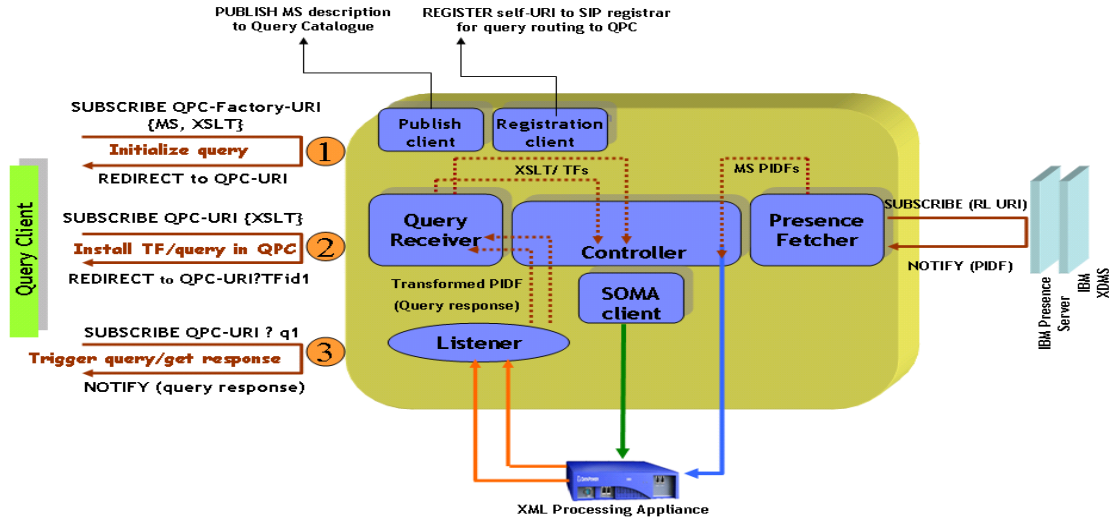 PUBLISH MS description
to Query Catalogue
REGISTER self-URI to SIP registrar
for query routing to QPC
SUBSCRIBE QPC-Factory-URI
{MS, XSLT}
Initialize query
1
REDIRECT to QPC-URI
Publish
client
Registration
client
XSLT/ TFs
MS PIDFs
Query Client
SUBSCRIBE QPC-URI {XSLT}
Install TF/query in QPC
2
REDIRECT to QPC-URI?TFid1
Query
Receiver
Controller
Presence
Fetcher
SUBSCRIBE (RL URI)
NOTIFY (PIDF)
IBM Presence
Server
IBM
XDMS
Transformed PIDF
(Query response)
SOMA
client
SUBSCRIBE QPC-URI ? q1
Trigger query/get response
3
NOTIFY (query response)
Listener
XML Processing Appliance